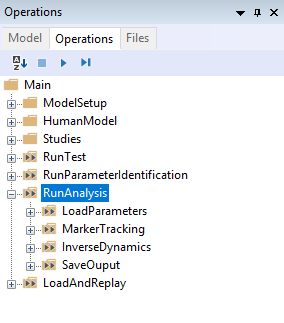 Operations
Model Operations Files
Main
ModelSetup
HumanModel
Studies
RunTest
RunParameterIdentification
RunAnalysis
LoadParameters
MarkerTracking
InverseDynamics
SaveOuput
LoadAndReplay